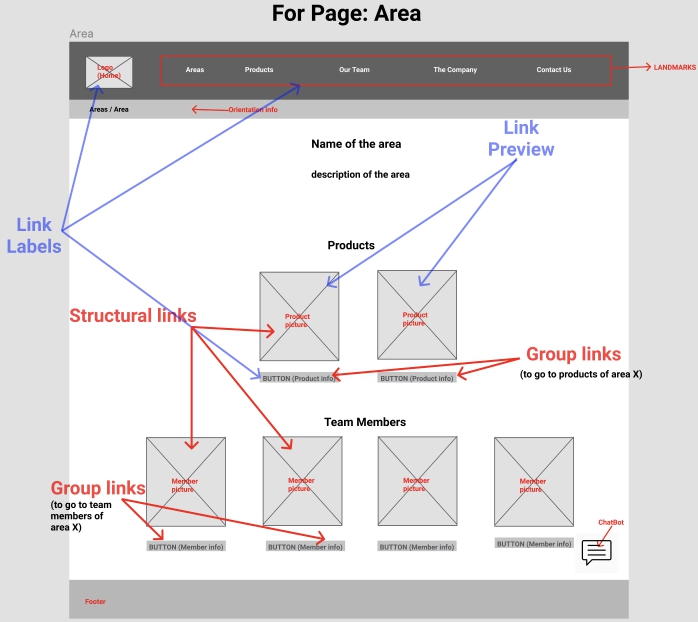 For Page: Area
Area
Logo
(Home)
Areas
Products
Our Team
The Company
Contact Us
LANDMARKS
Areas / Area
Orientation info
Link
Preview
Name of the area
description of the area
Link
Labels
Products
Structural links
Product
picture
Product
picture
Group links
(to go to products of area X)
BUTTON (Product info)
BUTTON (Product info)
Team Members
Group links
(to go to team
members of
area X)
Member
picture
Member
picture
Member
picture
Member
picture
ChatBot
BUTTON (Member info)
BUTTON (Member info)
BUTTON (Member info)
BUTTON (Member info)
Footer